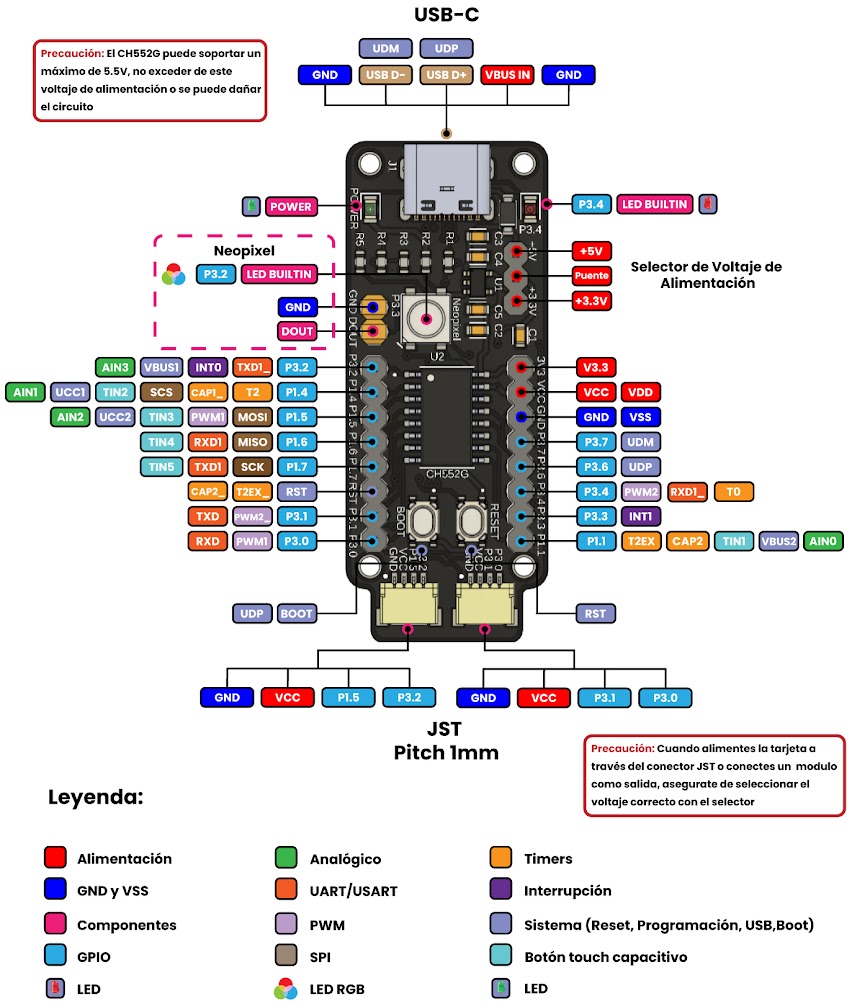 USB-C
UDM UDP
GND USB D- USB D+ VBUS IN GND
Precaución: El CH552G puede soportar un
máximo de 5.5V, no exceder de este
voltaje de alimentación o se puede dañar
el circuito
J1
POWER
POWER
P3.4 LED BUILTIN
P3.4
R5 R4 R3 R2 R1
C3 C4
U1
C5 C2
C1
+5V
+3.3V
+5V
Puente
+3.3V
Selector de Voltaje de
Alimentación
Neopixel
P3.2 LED BUILTIN
GND
DOUT
GND DOUT
P3.3
Neopixel
U2
AIN3 VBUS1 INT0 TXD1_ P3.2
AIN1 UCC1 TIN2 SCS CAP1_ T2 P1.4
AIN2 UCC2 TIN3 PWM1 MOSI P1.5
TIN4 RXD1 MISO P1.6
TIN5 TXD1 SCK P1.7
CAP2_ T2EX_ RST
TXD PWM2_ P3.1
RXD PWM1 P3.0
P3.2 P1.4 P1.5 P1.6 P1.7 RST P3.1 P3.0
CH552G
BOOT
RESET
3V3 VCC GND P3.7 P3.6 P3.4 P3.3 P1.1
V3.3
VCC VDD
GND VSS
P3.7 UDM
P3.6 UDP
P3.4 PWM2 RXD1_ T0
P3.3 INT1
P1.1 T2EX CAP2 TIN1 VBUS2 AIN0
GND VCC P1.5 P3.2
GND VCC P3.1 P3.0
UDP BOOT
RST
GND VCC P1.5 P3.2
GND VCC P3.1 P3.0
JST
Pitch 1mm
Precaución: Cuando alimentes la tarjeta a
través del conector JST o conectes un modulo
como salida, asegurate de seleccionar el
voltaje correcto con el selector
Leyenda:
Alimentación
GND y VSS
Componentes
GPIO
LED
Analógico
UART/USART
PWM
SPI
LED RGB
Timers
Interrupción
Sistema (Reset, Programación, USB,Boot)
Botón touch capacitivo
LED